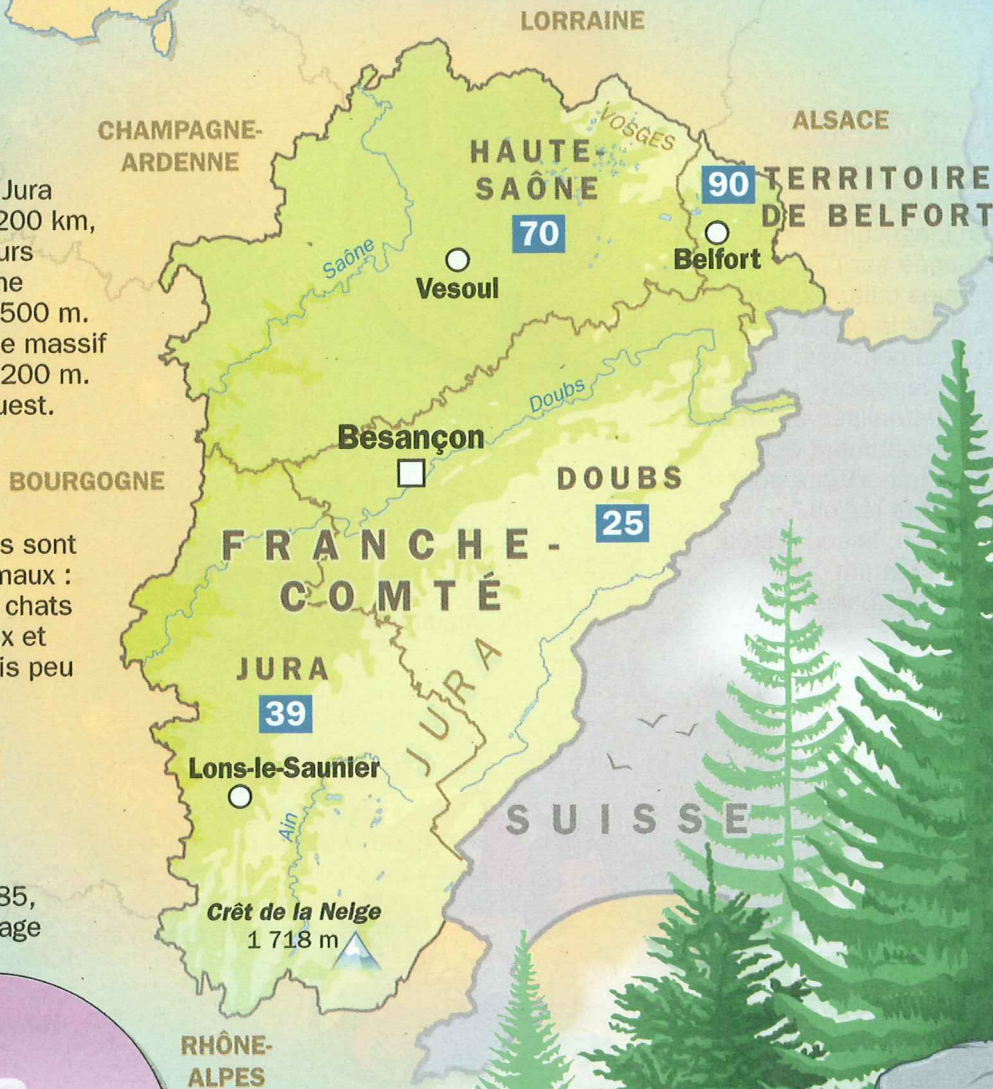 LORRAINE
CHAMPAGNE-
ARDENNE
ALSACE
VOSGES
HAUTE-
SAÔNE
70
90
TERRITOIRE
DE BELFORT
Belfort
Saône
Vesoul
Jura
200 km,
urs
ne
500 m.
e massif
200 m.
uest.
Doubs
Besançon
BOURGOGNE
DOUBS
25
FRANCHE-
COMTÉ
s sont
maux :
chats
x et
is peu
JURA
39
JURA
Lons-le-Saunier
Ain
SUISSE
85,
age
Crêt de la Neige
1 718 m
RHÔNE-
ALPES